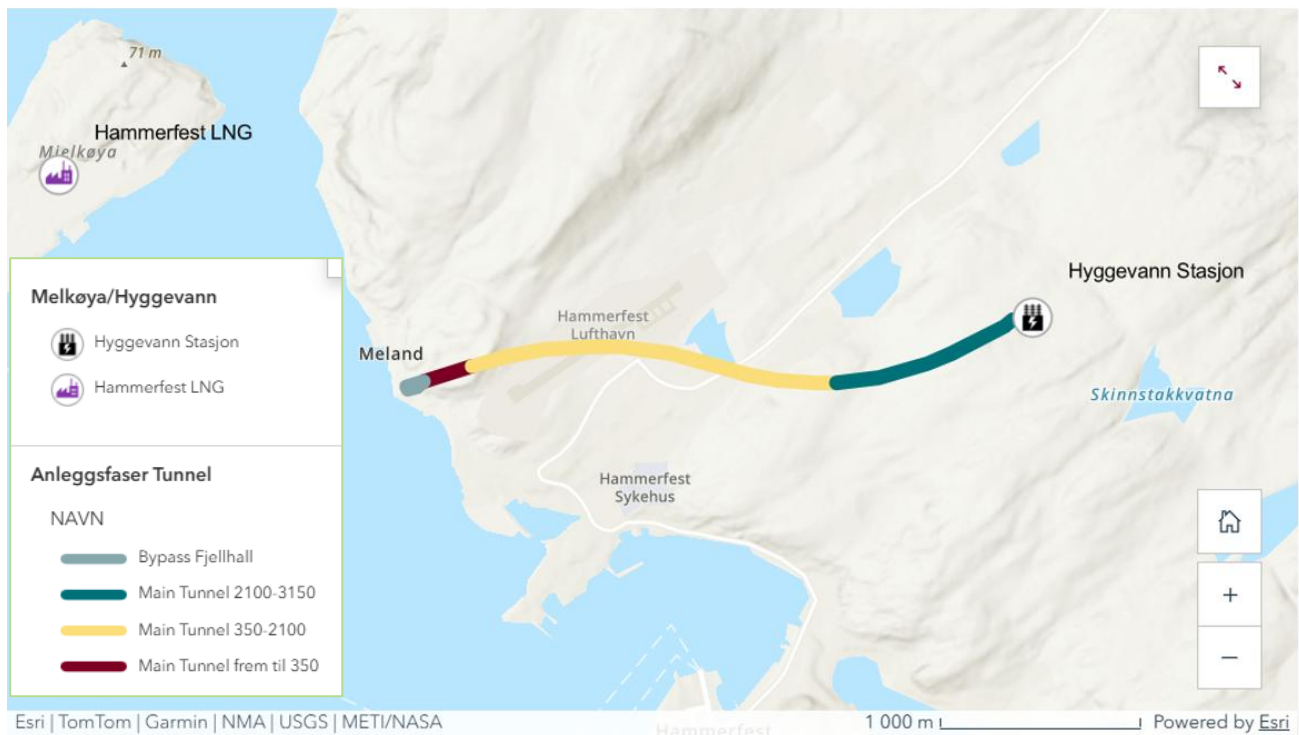 71 m
Hammerfest LNG
Mielkøya
Hyggevann Stasjon
Melkøya/Hyggevann
Hyggevann Stasjon
Hammerfest LNG
Hammerfest
Lufthavn
Meland
Skinnstakkvatna
Anleggsfaser Tunnel
Hammerfest
Sykehus
NAVN
Bypass Fjellhall
Main Tunnel 2100-3150
+
Main Tunnel 350-2100
Main Tunnel frem til 350
−
Esri | TomTom | Garmin | NMA | USGS | METI/NASA
1 000 m
Powered by Esri
Hammerfest